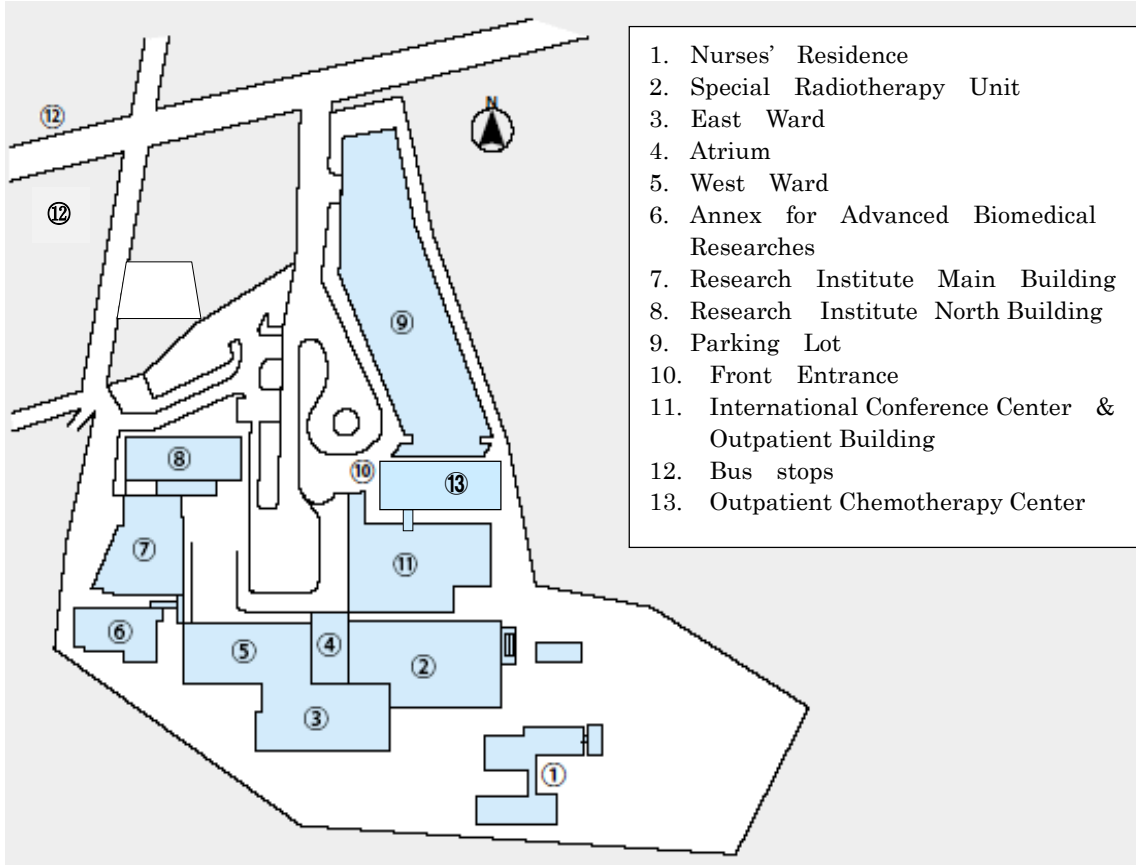 N
1. Nurses' Residence
2. Special Radiotherapy Unit
3. East Ward
4. Atrium
5. West Ward
6. Annex for Advanced Biomedical
Researches
7. Research Institute Main Building
8. Research Institute North Building
9. Parking Lot
10. Front Entrance
11. International Conference Center &
Outpatient Building
12. Bus stops
13. Outpatient Chemotherapy Center
⑫
⑫
⑨
⑧
⑩
⑬
⑦
⑪
⑥
⑤
④
②
③
①